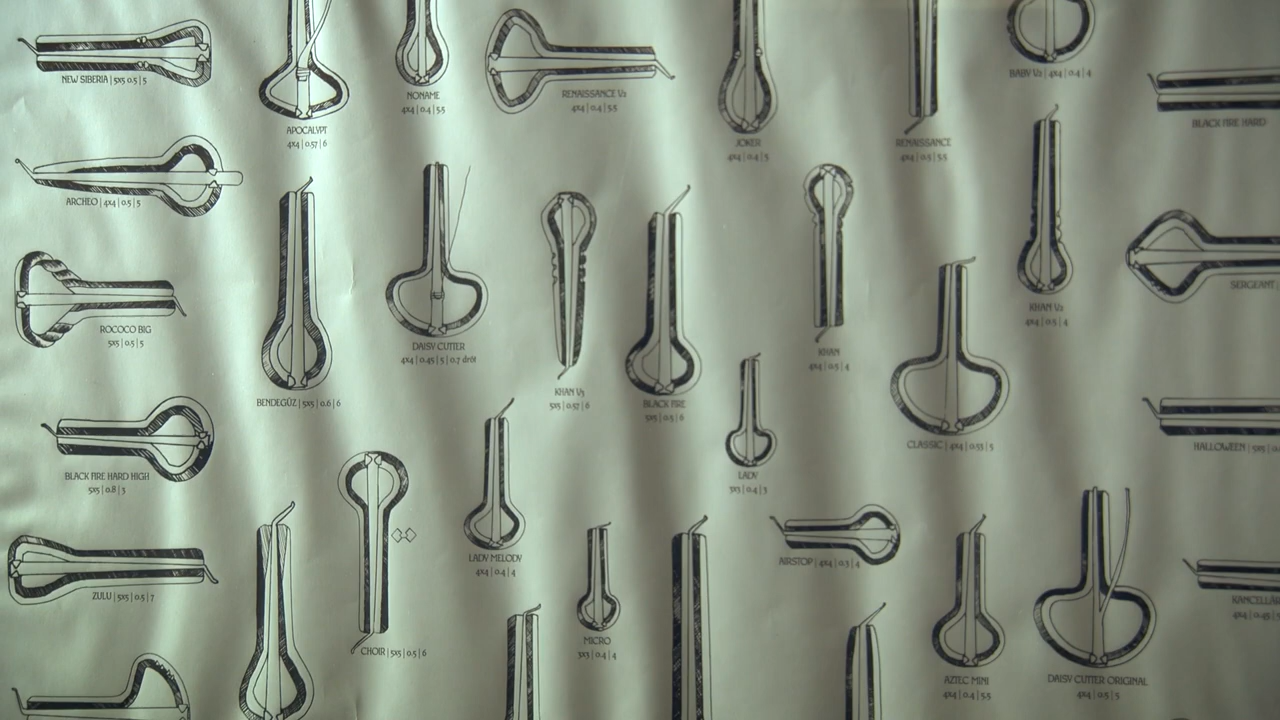 NEW SIBERIA | 5x5 0.5 | 5
APOCALYPT
4x4 | 0.57 | 6
NONAME
4x4 | 0.4 | 5.5
RENAISSANCE V2
4x4 | 0.4 | 5.5
JOKER
4x4 | 0.4 | 5
RENAISSANCE
4x4 | 0.5 | 5.5
BABY V2 | 4x4 | 0.4 | 4
BLACK FIRE HARD
ARCHEO | 4x4 | 0.5 | 5
ROCOCO BIG
5x5 | 0.5 | 5
BENDEGÚZ | 5x5 | 0.6 | 6
DAISY CUTTER
4x4 | 0.45 | 5 | 0.7 drót
KHAN V3
5x5 | 0.57 | 6
BLACK FIRE
5x5 | 0.5 | 6
KHAN
4x4 | 0.5 | 4
KHAN V2
4x4 | 0.5 | 4
SERGEANT
LADY
3x3 | 0.4 | 3
CLASSIC | 4x4 | 0.55 | 5
HALLOWEEN | 5x5 |
BLACK FIRE HARD HIGH
5x5 | 0.8 | 5
LADY MELODY
4x4 | 0.4 | 4
AIRSTOP | 4x4 | 0.3 | 4
ZULU | 5x5 | 0.5 | 7
CHOIR | 5x5 | 0.5 | 6
MICRO
3x3 | 0.4 | 4
AZTEC MINI
4x4 | 0.4 | 5.5
DAISY CUTTER ORIGINAL
4x4 | 0.5 | 5
4x4 | 0.45 |